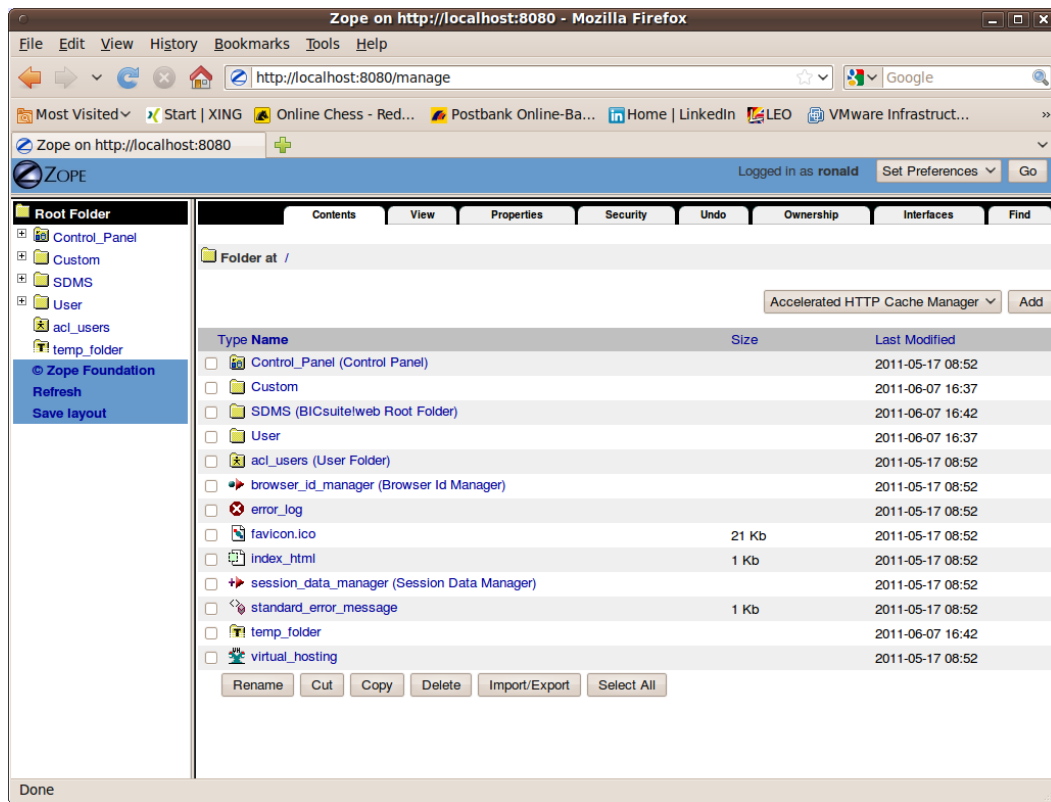 Zope on http://localhost:8080 - Mozilla Firefox
File Edit View History Bookmarks Tools Help
http://localhost:8080/manage Google
Most Visited Start | XING Online Chess - Red... Postbank Online-Ba... Home | LinkedIn LEO VMware Infrastruct... »
Zope on http://localhost:8080
ZOPE Logged in as ronald Set Preferences Go
Root Folder
Control_Panel
Custom
SDMS
User
acl_users
temp_folder
© Zope Foundation
Refresh
Save layout
Contents View Properties Security Undo Ownership Interfaces Find
Folder at /
Accelerated HTTP Cache Manager Add
Type Name Size Last Modified
Control_Panel (Control Panel) 2011-05-17 08:52
Custom 2011-06-07 16:37
SDMS (BICsuite!web Root Folder) 2011-06-07 16:42
User 2011-06-07 16:37
acl_users (User Folder) 2011-05-17 08:52
browser_id_manager (Browser Id Manager) 2011-05-17 08:52
error_log 2011-05-17 08:52
favicon.ico 21 Kb 2011-05-17 08:52
index_html 1 Kb 2011-05-17 08:52
session_data_manager (Session Data Manager) 2011-05-17 08:52
standard_error_message 1 Kb 2011-05-17 08:52
temp_folder 2011-06-07 16:42
virtual_hosting 2011-05-17 08:52
Rename Cut Copy Delete Import/Export Select All
Done